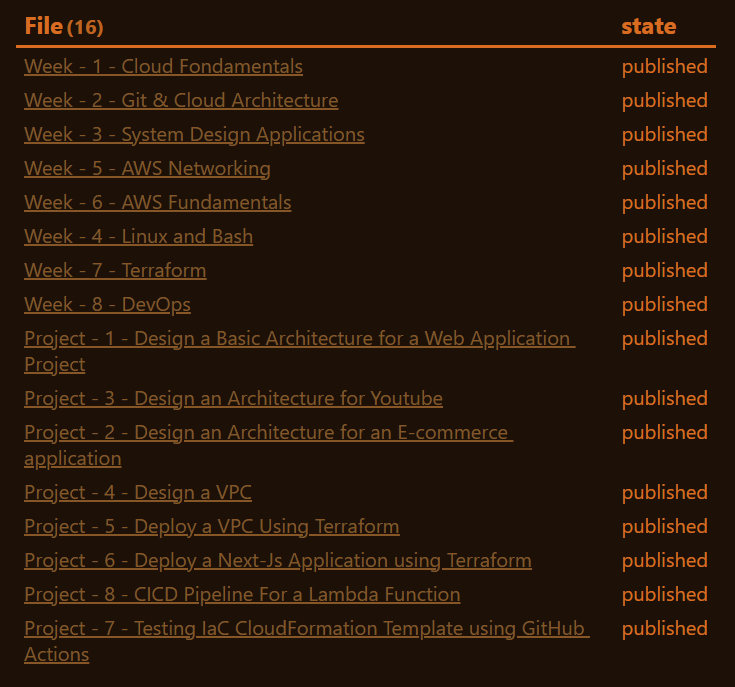 File (16) state
Week - 1 - Cloud Fondamentals published
Week - 2 - Git & Cloud Architecture published
Week - 3 - System Design Applications published
Week - 5 - AWS Networking published
Week - 6 - AWS Fundamentals published
Week - 4 - Linux and Bash published
Week - 7 - Terraform published
Week - 8 - DevOps published
Project - 1 - Design a Basic Architecture for a Web Application published
Project
Project - 3 - Design an Architecture for Youtube published
Project - 2 - Design an Architecture for an E-commerce published
application
Project - 4 - Design a VPC published
Project - 5 - Deploy a VPC Using Terraform published
Project - 6 - Deploy a Next-Js Application using Terraform published
Project - 8 - CICD Pipeline For a Lambda Function published
Project - 7 - Testing IaC CloudFormation Template using GitHub published
Actions